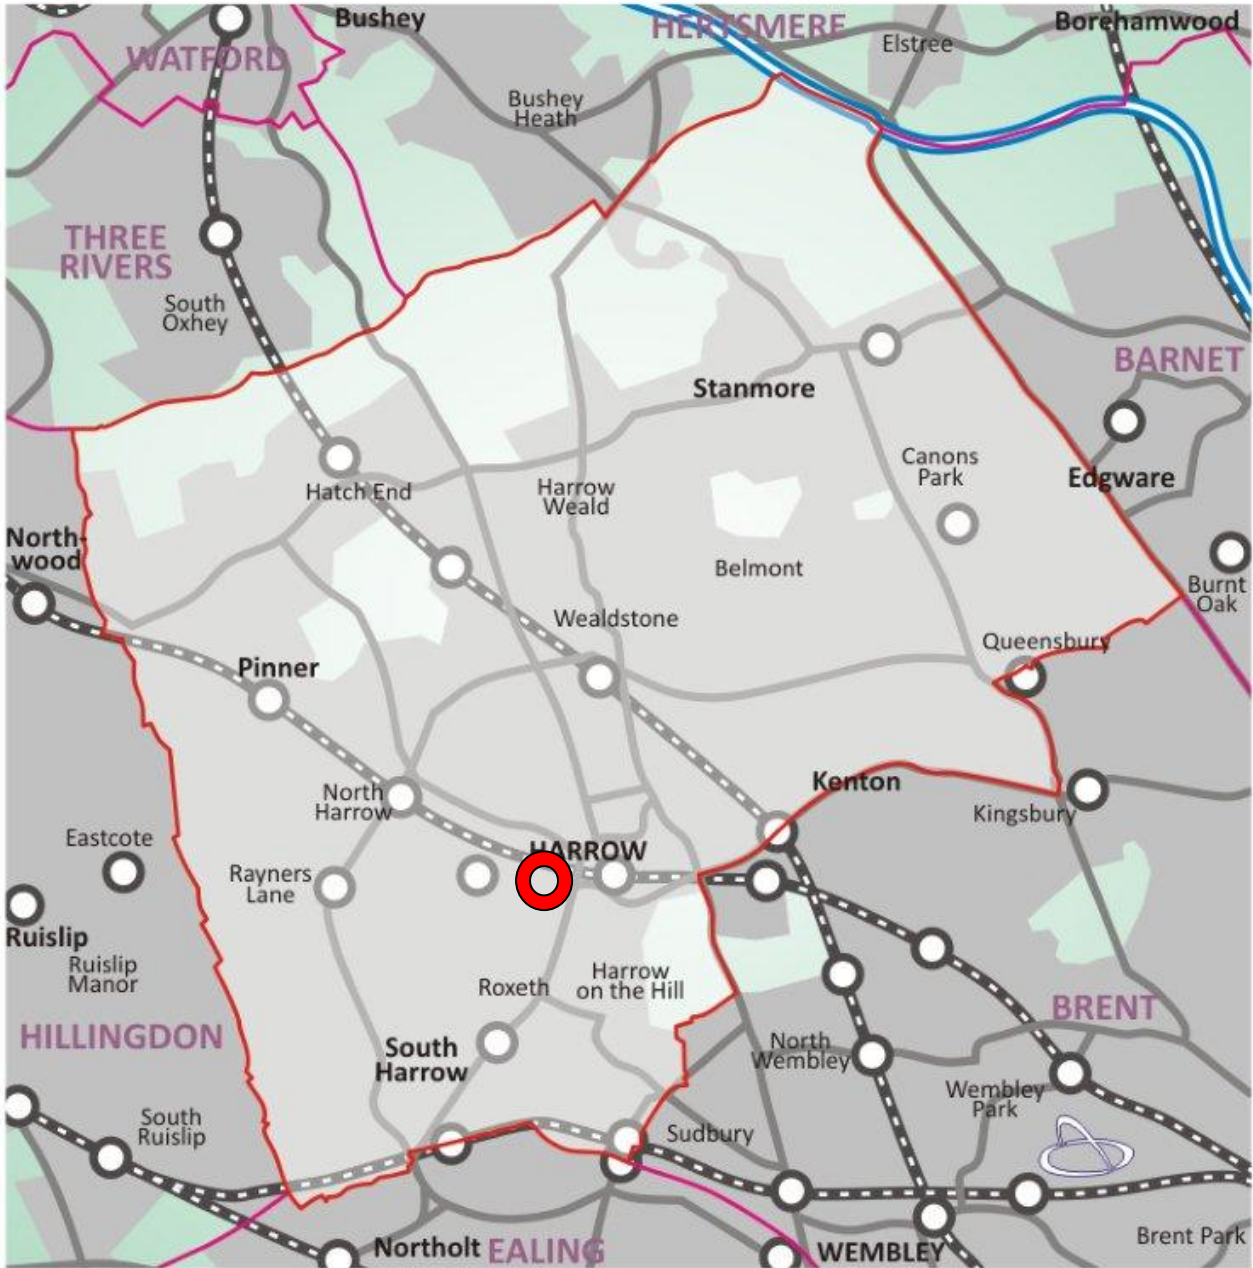 Bushey
HERTSMERE
Borehamwood
Elstree
WATFORD
Bushey
Heath
THREE
RIVERS
South
Oxhey
BARNET
Stanmore
Canons
Park
Edgware
Hatch End
Harrow
Weald
North-
wood
Belmont
Burnt
Oak
Wealdstone
Queensbury
Pinner
Kenton
North
Harrow
Kingsbury
Eastcote
HARROW
Rayners
Lane
Ruislip
Ruislip
Manor
Roxeth
Harrow
on the Hill
BRENT
HILLINGDON
South
Harrow
North
Wembley
Wembley
Park
South
Ruislip
Sudbury
Northolt
EALING
WEMBLEY
Brent Park